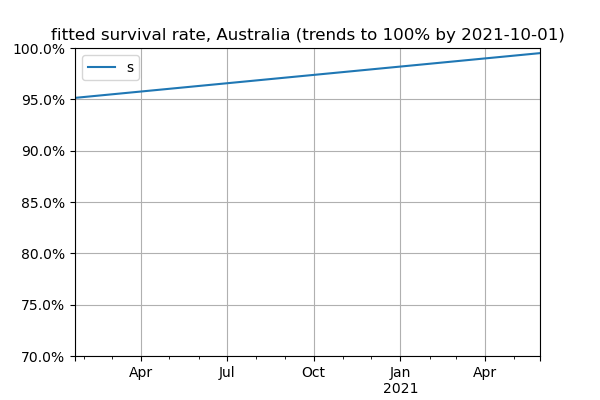 fitted survival rate, Australia (trends to 100% by 2021-10-01)
100.0%
s
95.0%
90.0%
85.0%
80.0%
75.0%
70.0%
Apr Jul Oct Jan Apr
2021